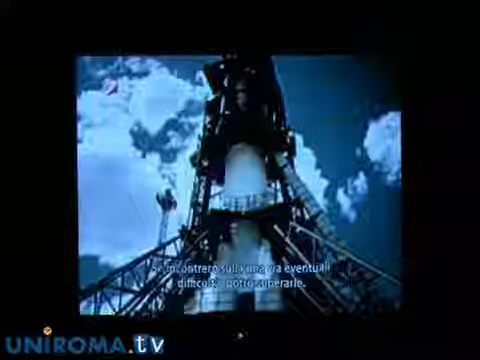 Se incontrerò sulla mia via eventuali
difficoltà, potrò superarle.
UNIROMA.tv